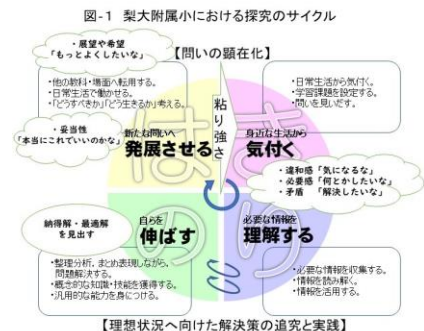 図-1 梨大附属小における探究のサイクル
・展望や希望
「もっとよくしたいな」
【問いの顕在化】
・他の教科・場面へ転用する。
・日常生活で働かせる。
・「どうすべきか」「どう生きるか」考える。
・日常生活から気付く。
・学習課題を設定する。
・問いを見いだす。
粘り強さ
・妥当性
「本当にこれでいいのかな」
新たな問いへ
発展させる
身近な生活から
気付く
・違和感「気になるな」
・必要感「何とかしたいな」
・矛盾 「解決したいな」
納得解・最適解
を見出す
自らを
伸ばす
必要な情報を
理解する
・整理分析、まとめ表現しながら、
問題解決する。
・概念的な知識・技能を獲得する。
・汎用的な能力を身につける。
・必要な情報を収集する。
・情報を読み解く。
・情報を活用する。
【理想状況へ向けた解決策の追究と実践】